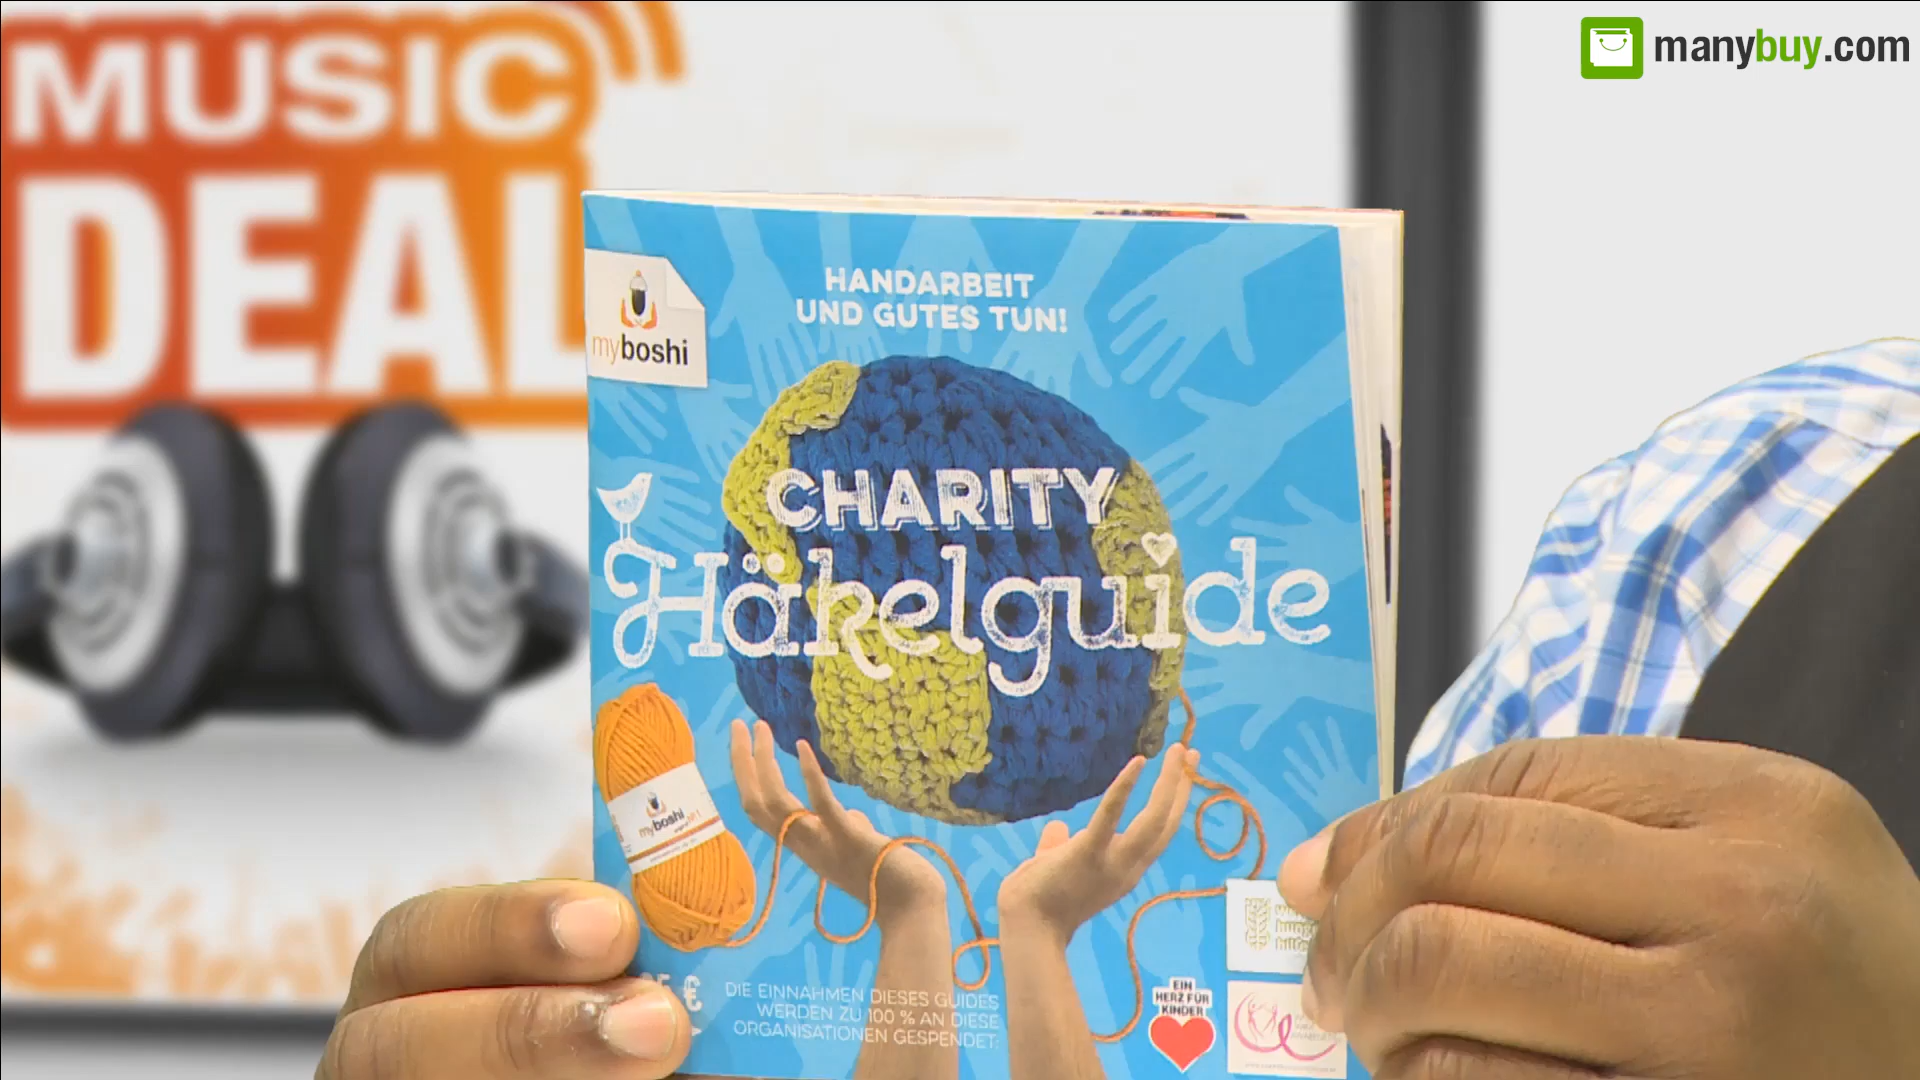 MUSIC
DEAL
manybuy.com
HANDARBEIT
UND GUTES TUN!
myboshi
CHARITY
Häkelguide
myboshi
DIE EINNAHMEN DIESES GUIDES
WERDEN ZU 100 % AN DIESE
ORGANISATIONEN GESPENDET:
€
EIN
HERZ FÜR
KINDER